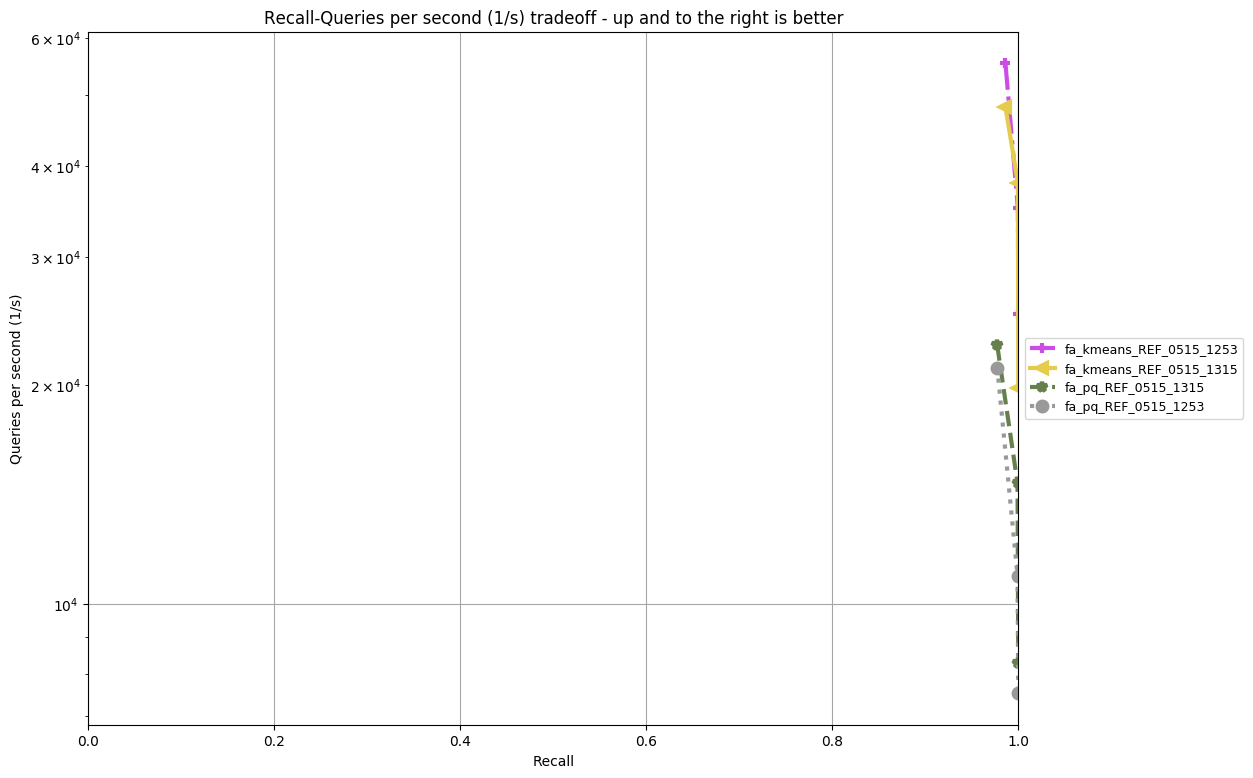 Recall-Queries per second (1/s) tradeoff - up and to the right is better
6 × 10⁴
4 × 10⁴
3 × 10⁴
2 × 10⁴
10⁴
Queries per second (1/s)
0.0 0.2 0.4 0.6 0.8 1.0
Recall
fa_kmeans_REF_0515_1253
fa_kmeans_REF_0515_1315
fa_pq_REF_0515_1315
fa_pq_REF_0515_1253